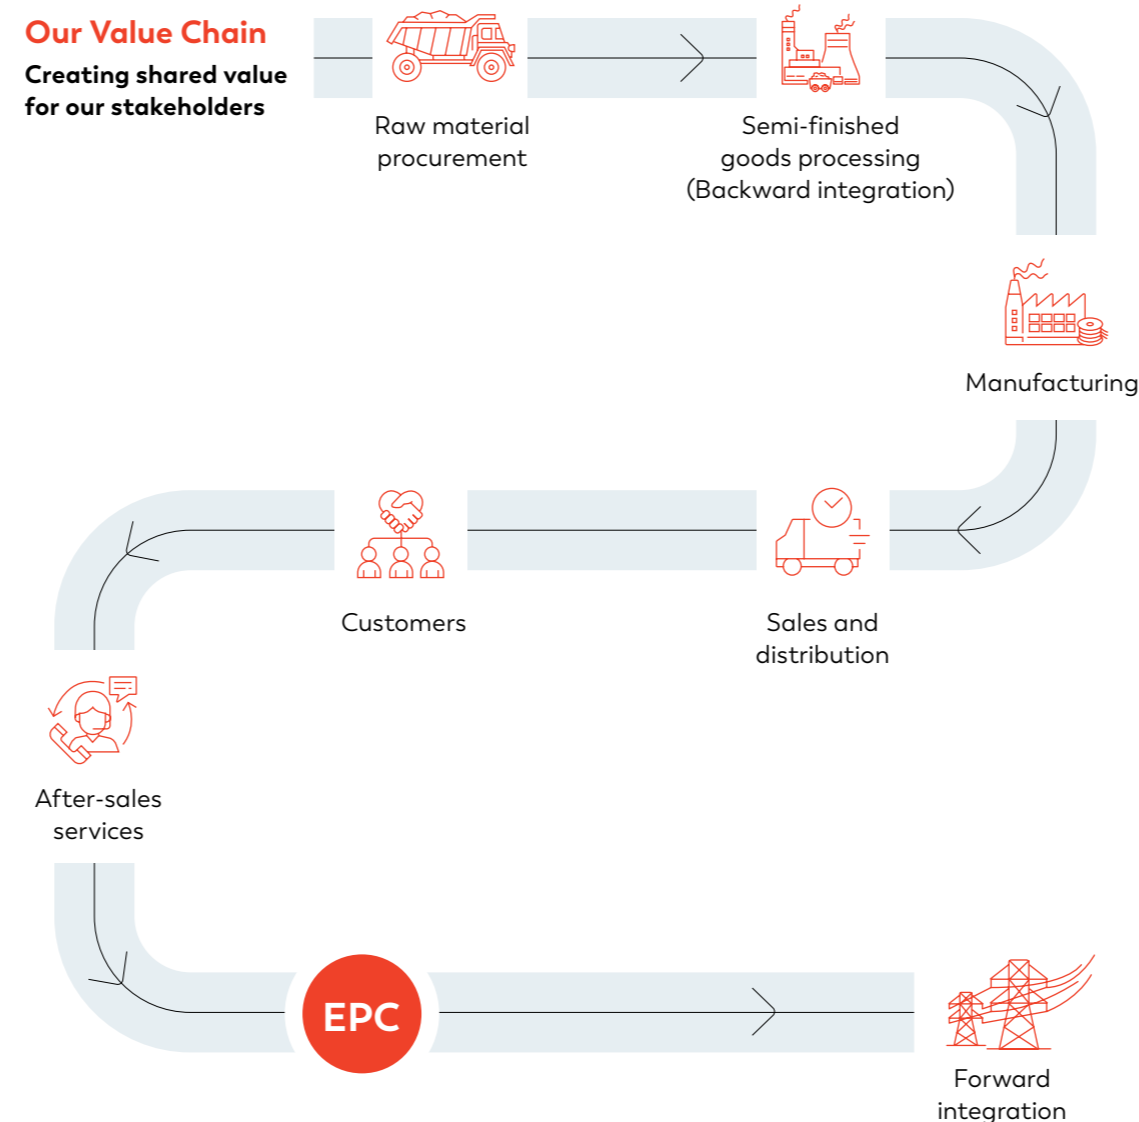 Our Value Chain
Creating shared value
for our stakeholders
Raw material
procurement
Semi-finished
goods processing
(Backward integration)
Manufacturing
Customers
Sales and
distribution
After-sales
services
EPC
Forward
integration